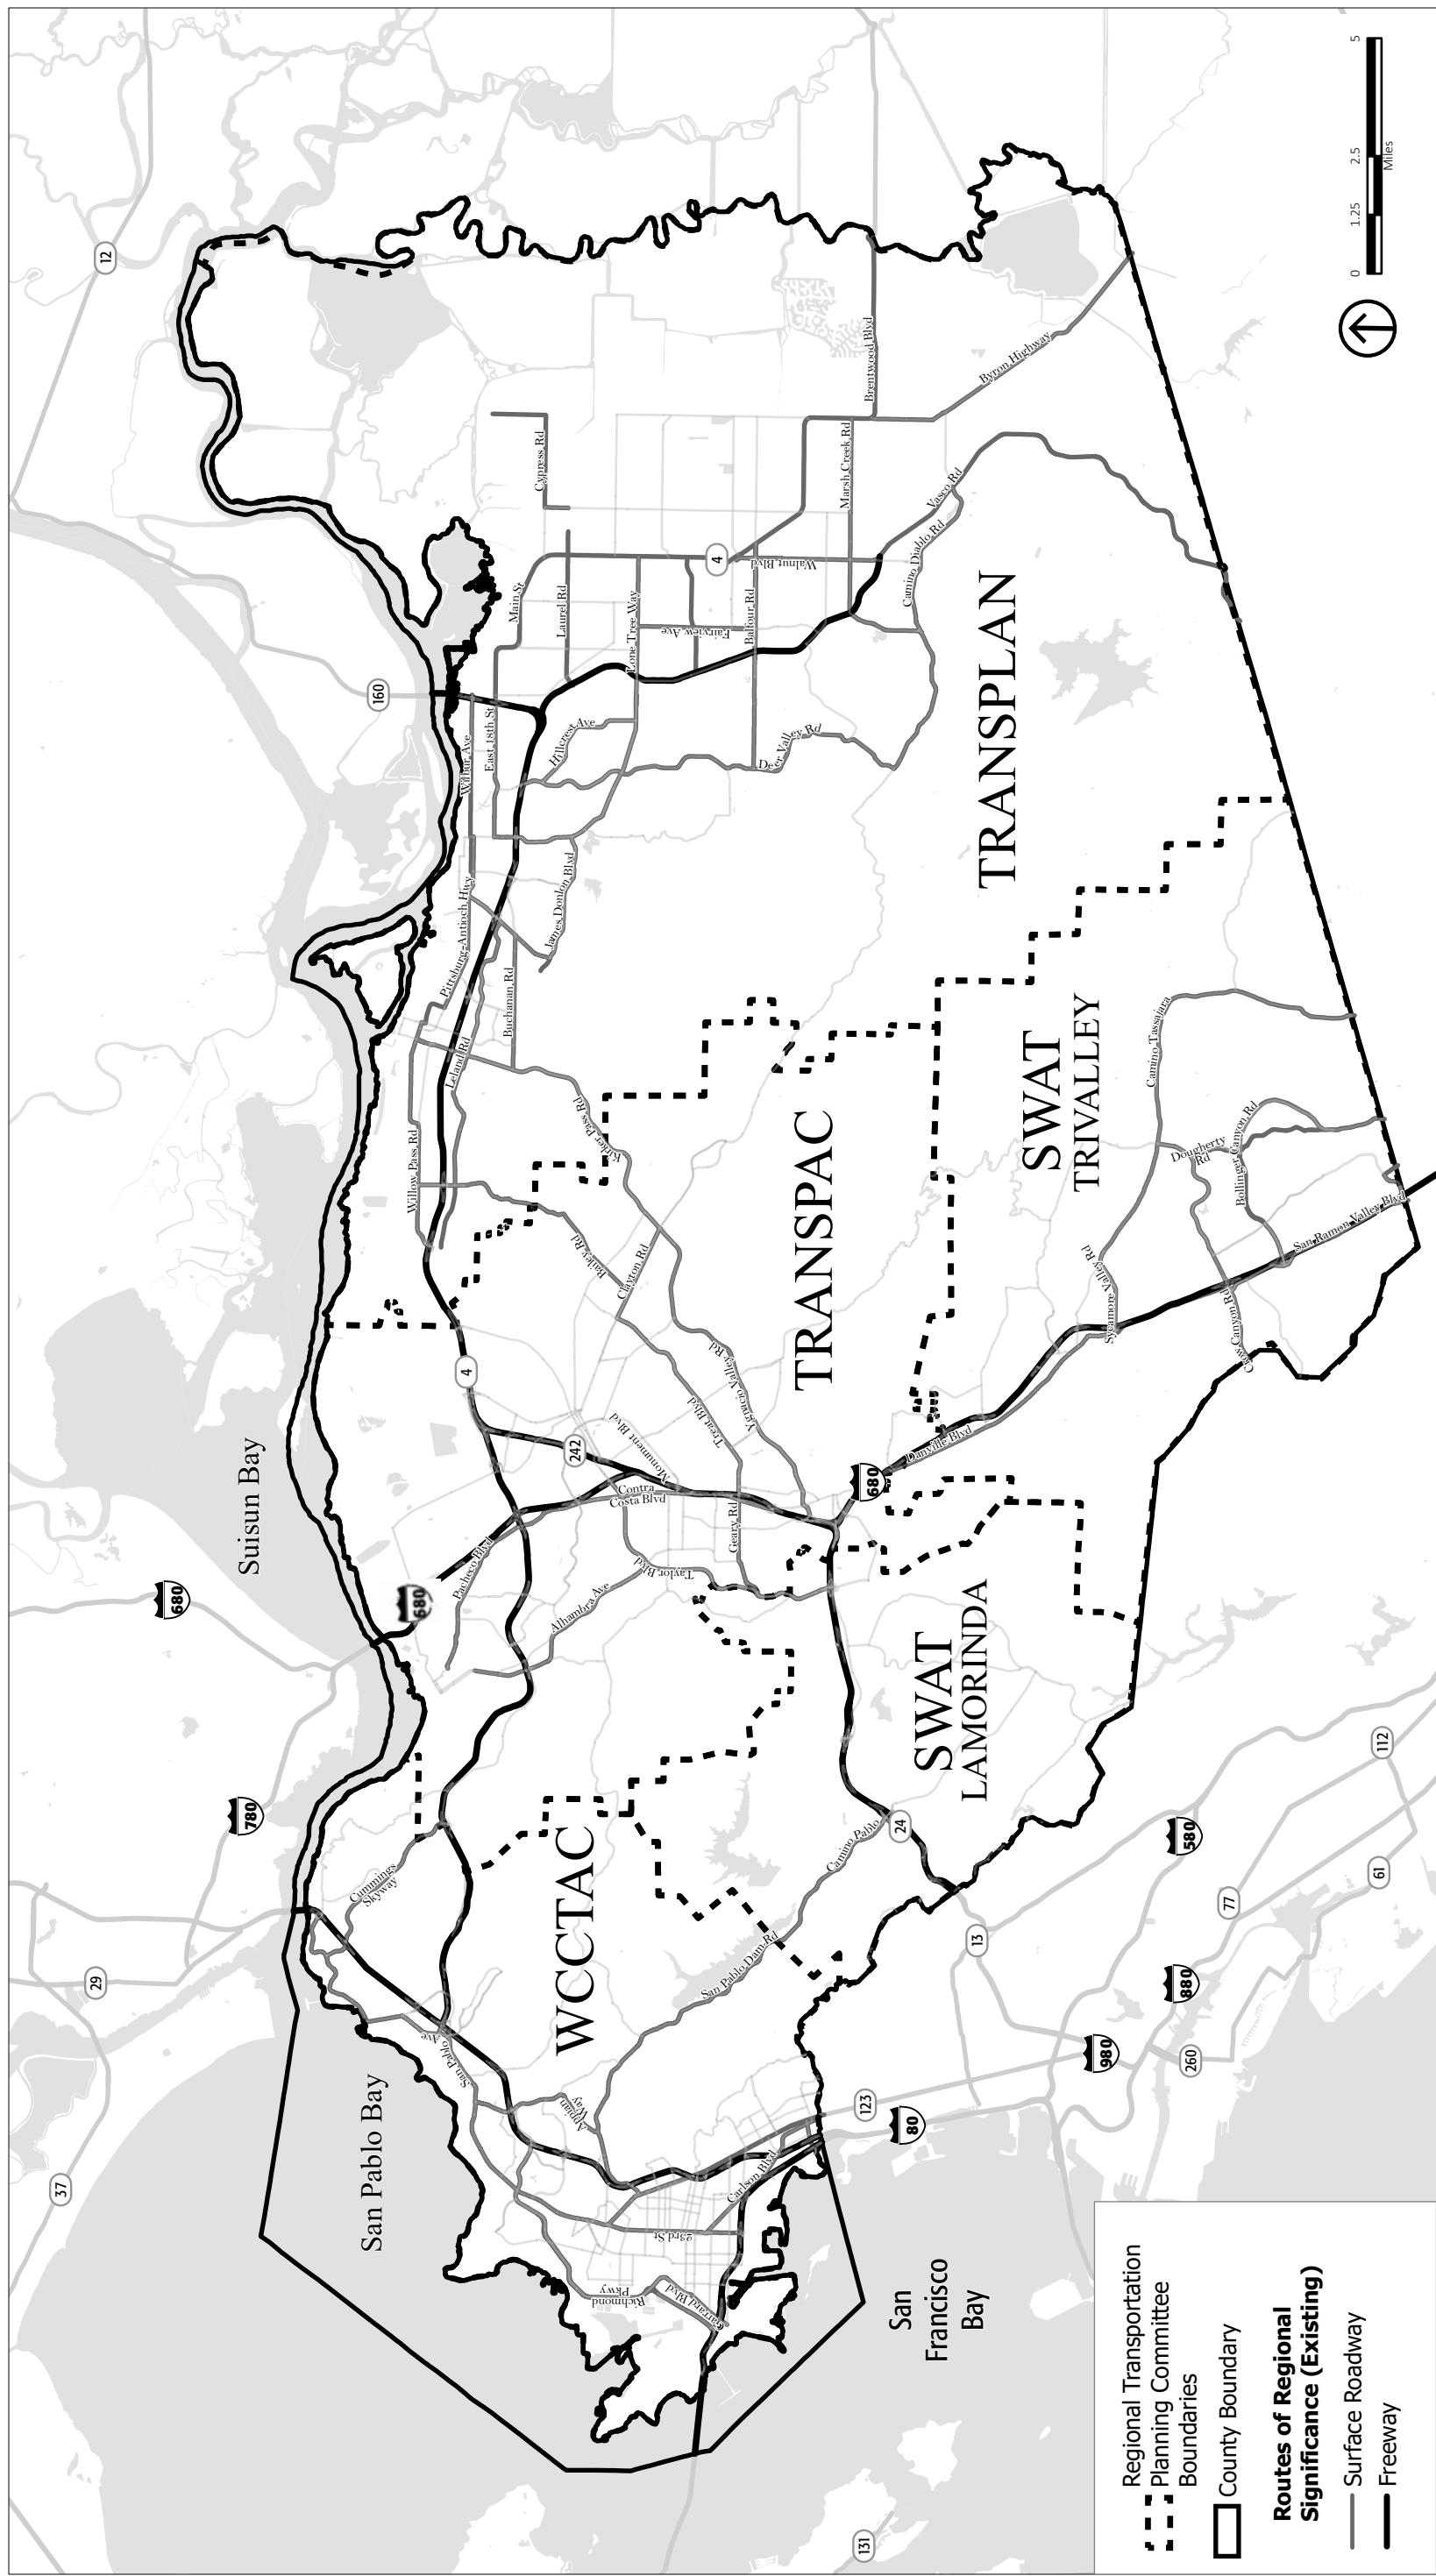 12
160
680
780
29
37
Suisun Bay
San Pablo Bay
San
Francisco
Bay
WCCTAC
TRANSPAC
TRANSPLAN
SWAT
LAMORINDA
SWAT
TRIVALLEY
680
4
242
680
4
24
13
123
80
980
260
880
77
580
61
112
131
Cummings
Skyway
San Pablo Ave
Appian
Way
San Pablo Dam Rd
Camino Pablo
Carlson Blvd
23rd St
Richmond
Pkwy
Garrard Blvd
Pacheco Blvd
Alhambra Ave
Taylor Blvd
Contra
Costa Blvd
Monument Blvd
Geary Rd
Treat Blvd
Ygnacio Valley Rd
Clayton Rd
Bailey Rd
Kirker Pass Rd
Willow Pass Rd
Leland Rd
Buchanan Rd
Pittsburg-Antioch Hwy
James Donlon Blvd
Wilbur Ave
East 18th St
Hillcrest Ave
Main St
Laurel Rd
Lone Tree Way
Fairview Ave
Balfour Rd
Deer Valley Rd
Walnut Blvd
Cypress Rd
Marsh Creek Rd
Brentwood Blvd
Byron Highway
Vasco Rd
Camino Diablo Rd
Danville Blvd
Sycamore Valley Rd
Camino Tassajara
Crow Canyon Rd
Dougherty
Rd
Bollinger Canyon Rd
San Ramon Valley Blvd
Regional Transportation
Planning Committee
Boundaries
County Boundary
Routes of Regional
Significance (Existing)
Surface Roadway
Freeway
0 1.25 2.5 5
Miles